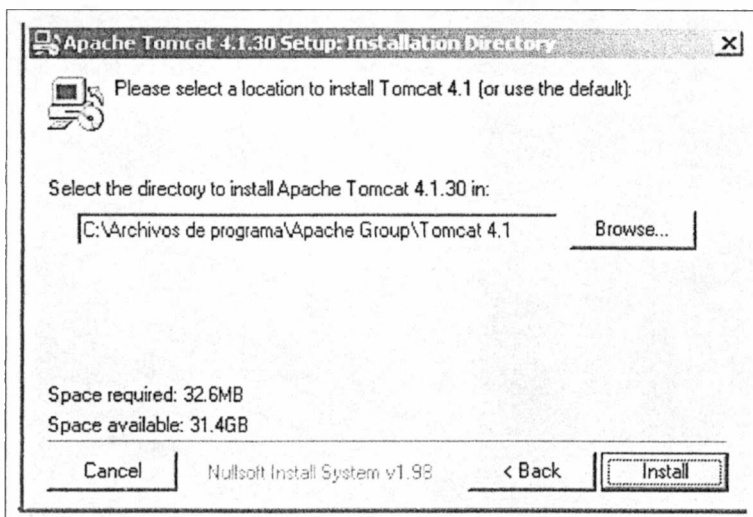 Apache Tomcat 4.1.30 Setup: Installation Directory
Please select a location to install Tomcat 4.1 (or use the default):
Select the directory to install Apache Tomcat 4.1.30 in:
C:\Archivos de programa\Apache Group\Tomcat 4.1
Browse...
Space required: 32.6MB
Space available: 31.4GB
Cancel
Nullsoft Install System v1.98
< Back
Install